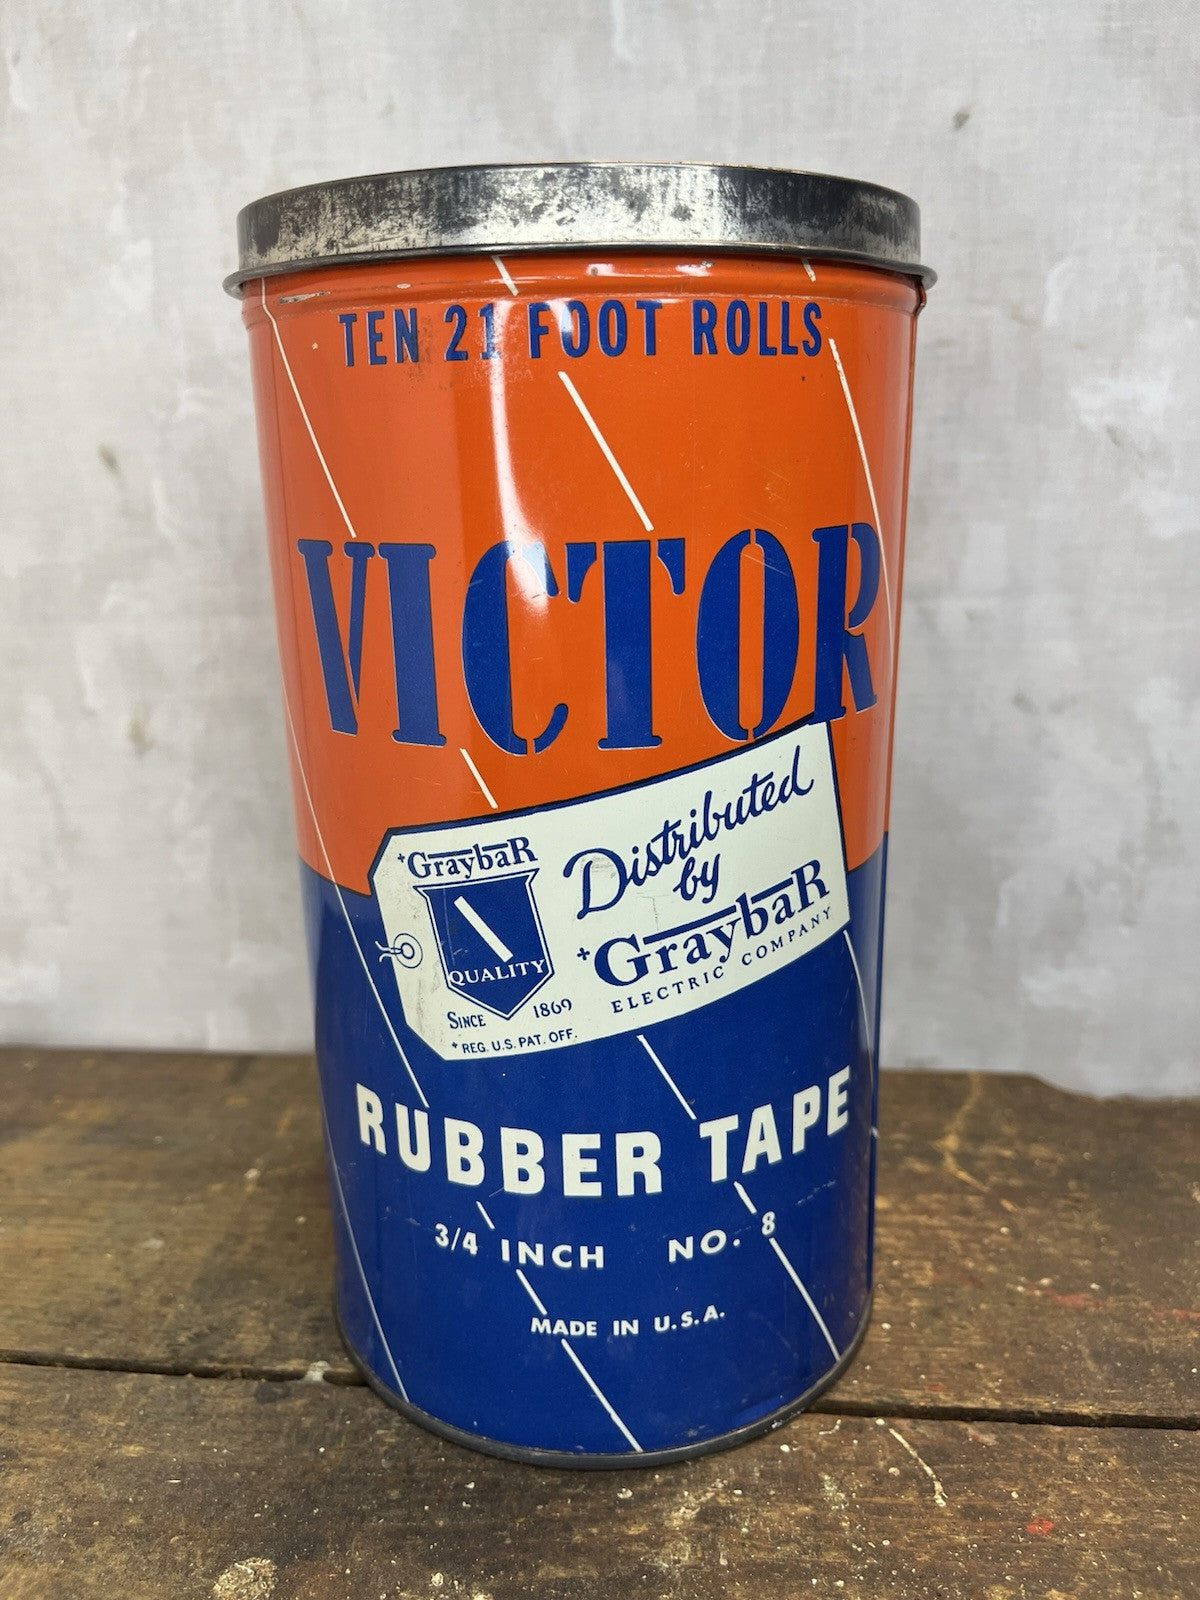 TEN 21 FOOT ROLLS
VICTOR
+GraybaR
QUALITY
SINCE 1869
+REG. U.S. PAT. OFF.
Distributed
by
+GraybaR
ELECTRIC COMPANY
RUBBER TAPE
3/4 INCH NO. 8
MADE IN U.S.A.